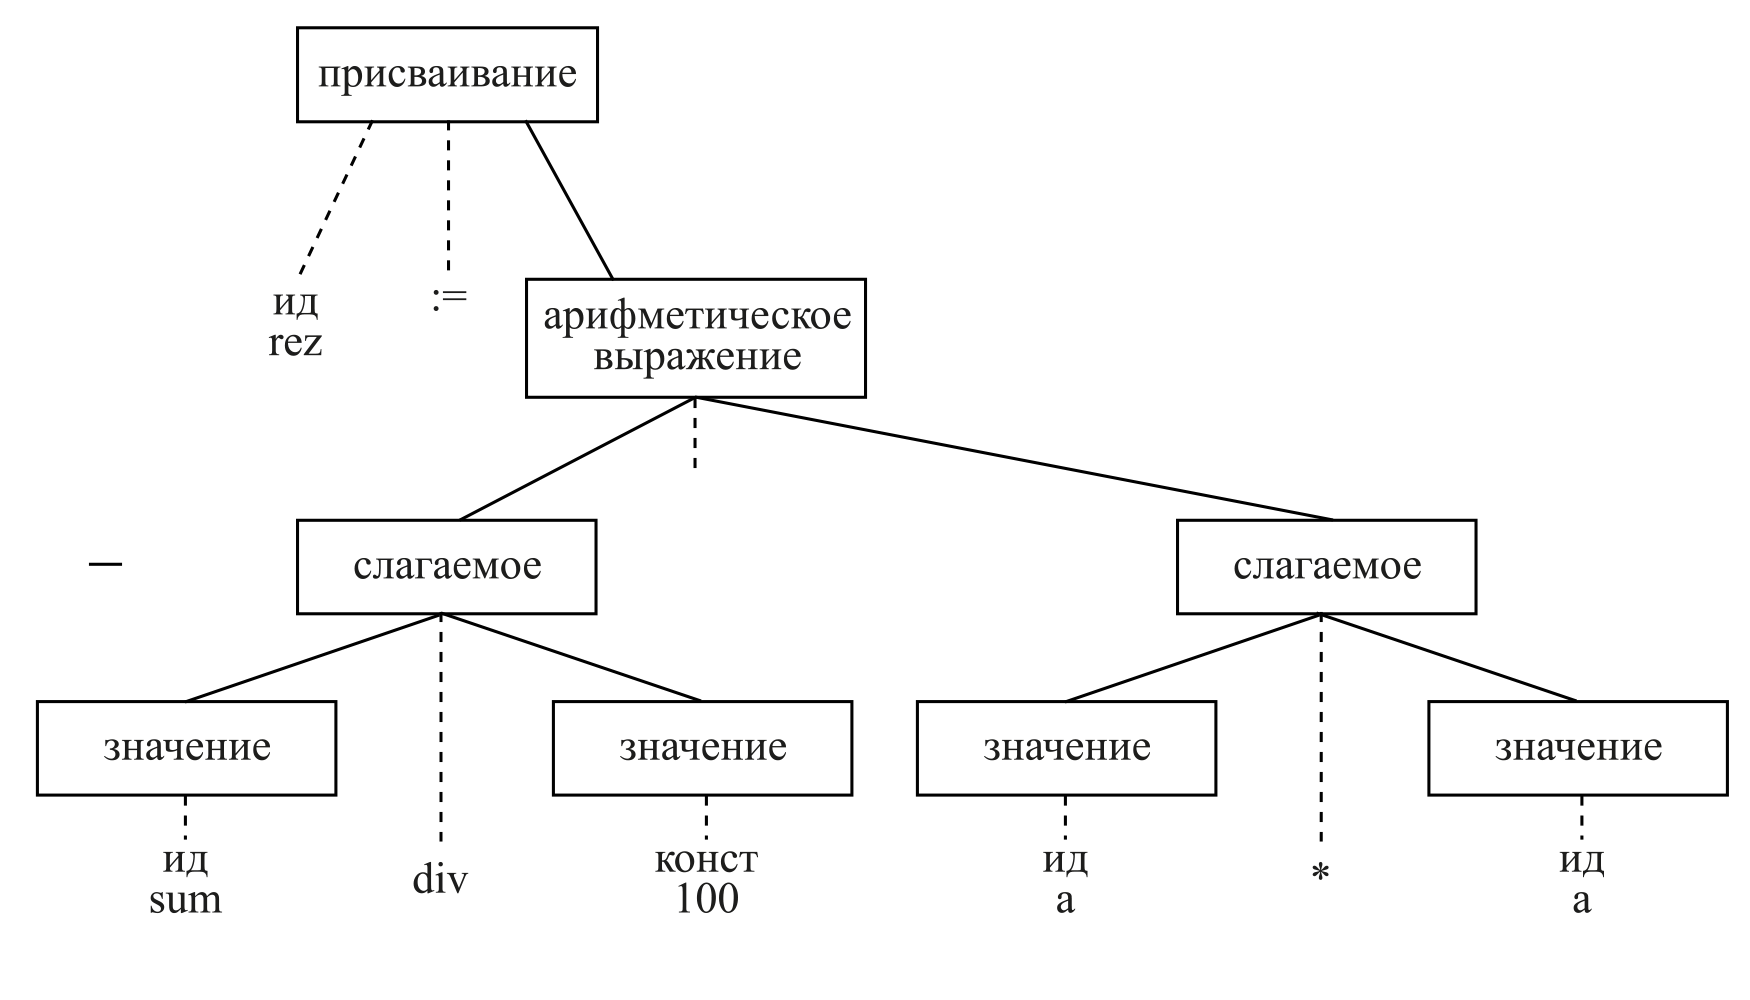 присваивание
ид
rez
:=
арифметическое
выражение
—
слагаемое
слагаемое
значение
значение
значение
значение
ид
sum
div
конст
100
ид
a
*
ид
a